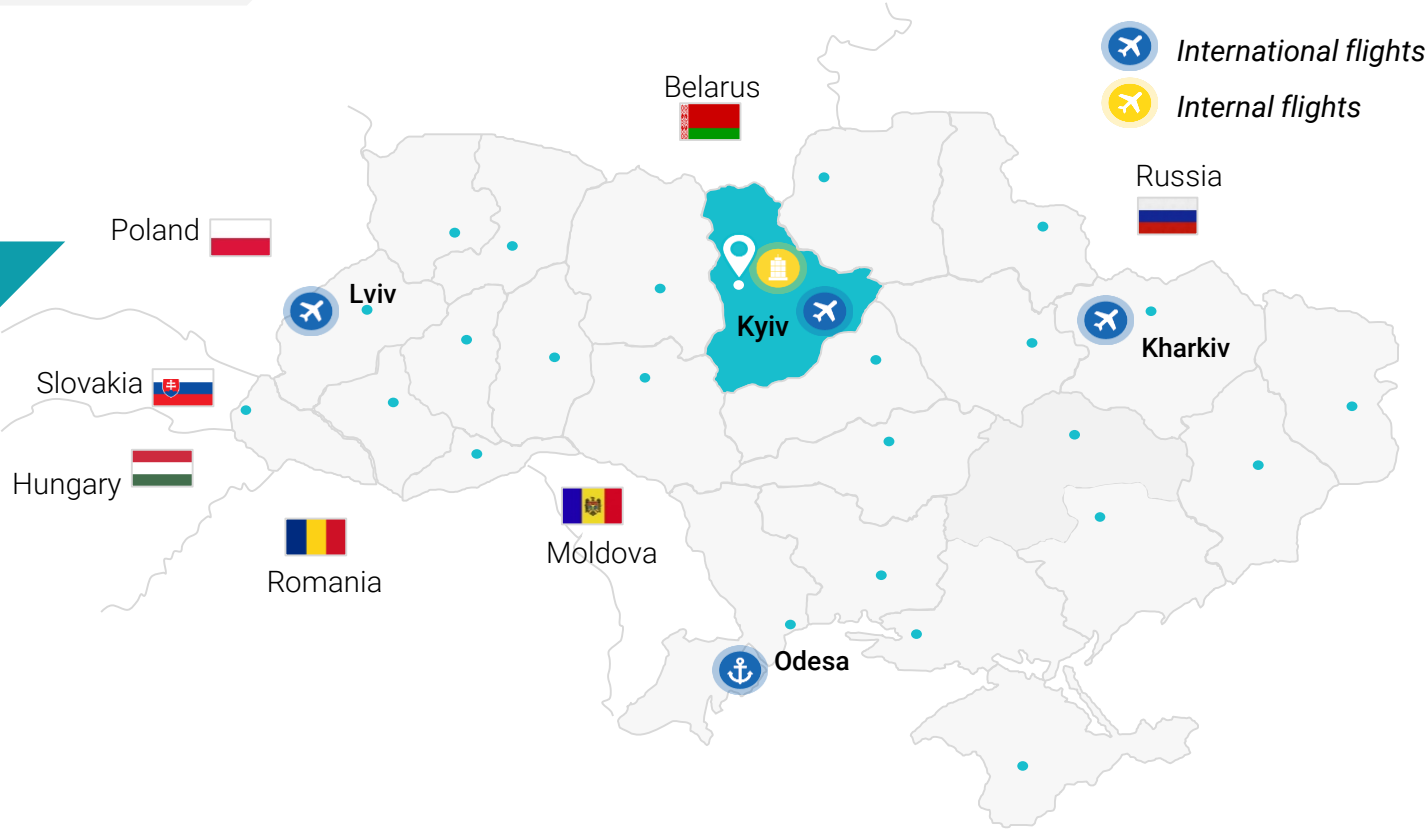 International flights
Internal flights
Belarus
Russia
Poland
Lviv
Kyiv
Kharkiv
Slovakia
Hungary
Moldova
Romania
Odesa